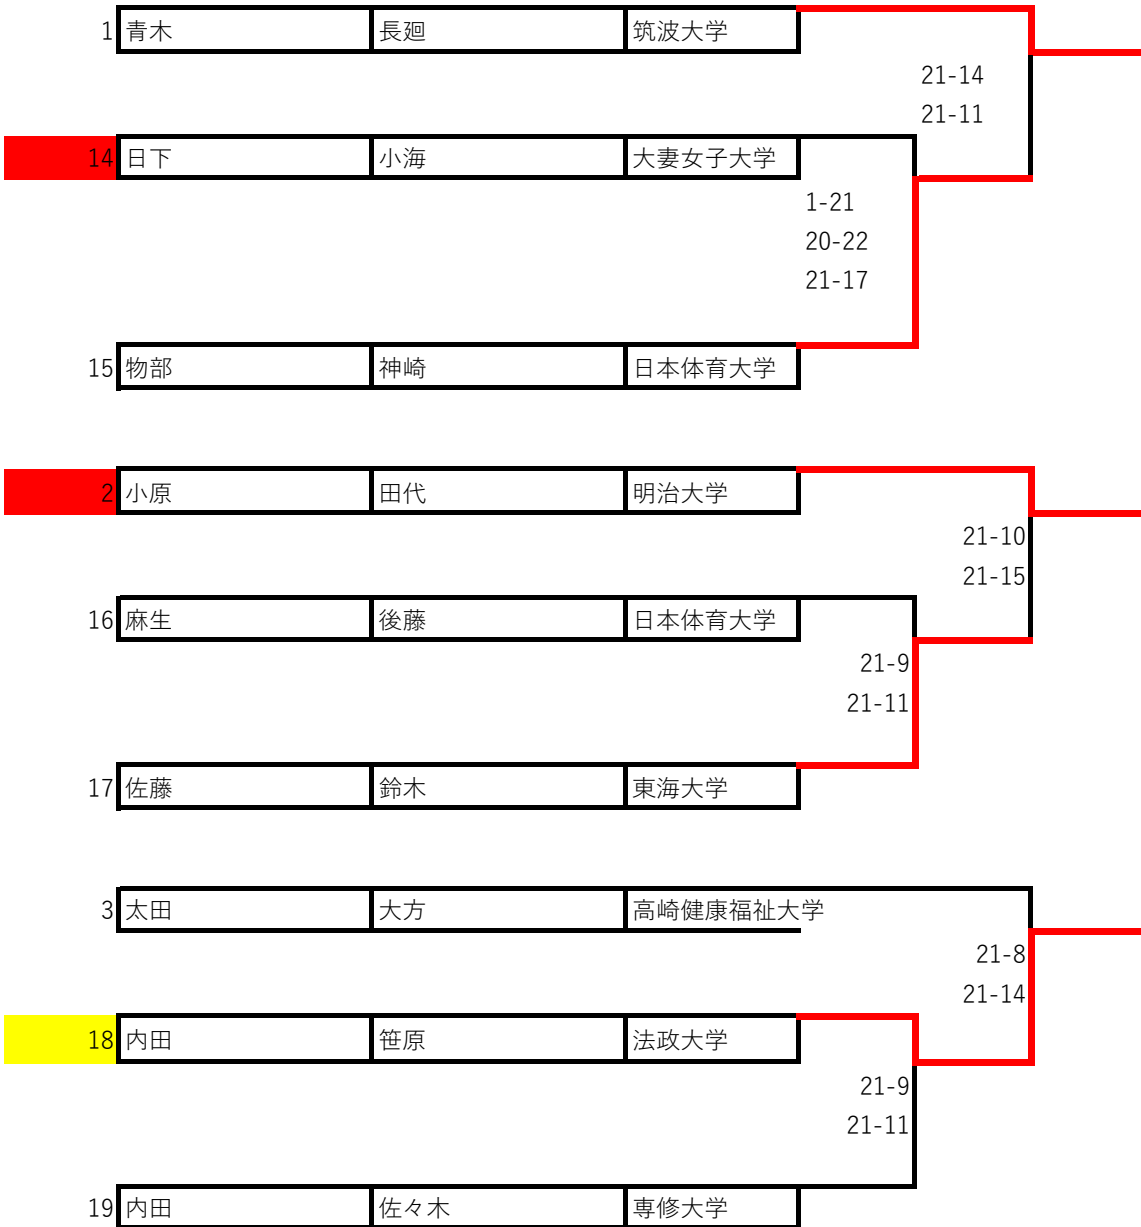 1 青木 長廻 筑波大学
21-14
21-11
14 日下 小海 大妻女子大学
1-21
20-22
21-17
15 物部 神崎 日本体育大学
2 小原 田代 明治大学
21-10
21-15
16 麻生 後藤 日本体育大学
21-9
21-11
17 佐藤 鈴木 東海大学
3 太田 大方 高崎健康福祉大学
21-8
21-14
18 内田 笹原 法政大学
21-9
21-11
19 内田 佐々木 専修大学